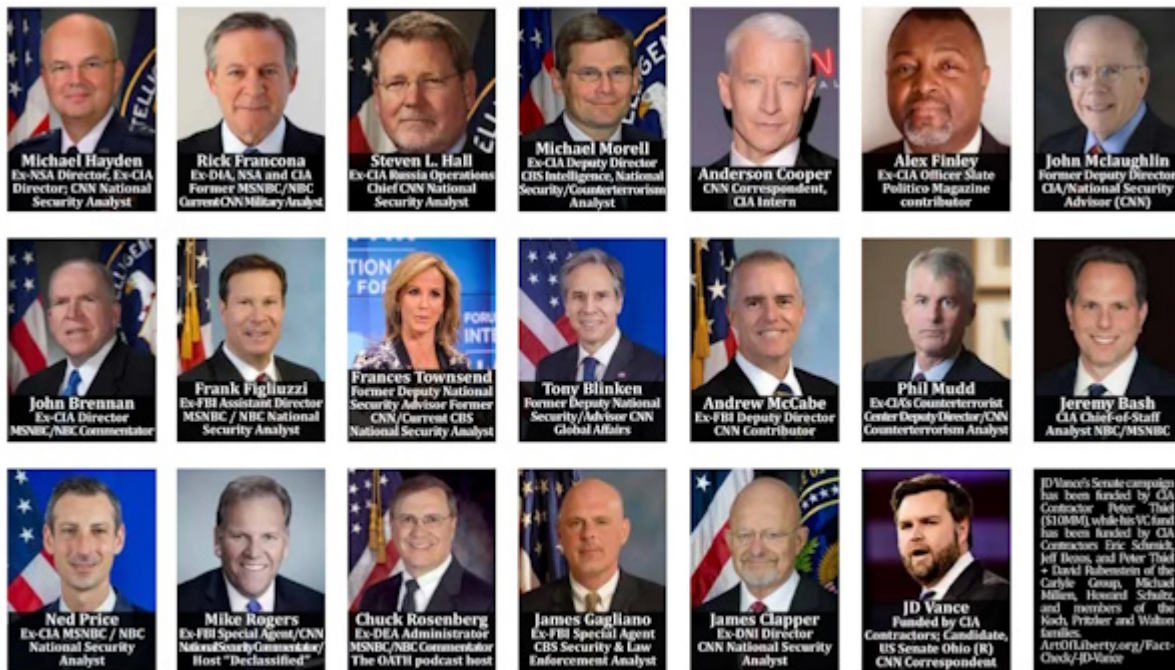 Michael Hayden
Ex-NSA Director, Ex-CIA
Director; CNN National
Security Analyst
Rick Francona
Ex-DIA, NSA and CIA
Former MSNBC/NBC
Current CNN Military Analyst
Steven L. Hall
Ex-CIA Russia Operations
Chief CNN National
Security Analyst
Michael Morell
Ex-CIA Deputy Director
CBS Intelligence, National
Security/Counterterrorism
Analyst
Anderson Cooper
CNN Correspondent,
CIA Intern
Alex Finley
Ex-CIA Officer Slate
Politico Magazine
contributor
John Mclaughlin
Former Deputy Director
CIA/National Security
Advisor (CNN)
John Brennan
Ex-CIA Director
MSNBC/NBC Commentator
Frank Figliuzzi
Ex-FBI Assistant Director
MSNBC / NBC National
Security Analyst
Frances Townsend
Former Deputy National
Security Advisor Former
CNN/Current CBS
National Security Analyst
Tony Blinken
Former Deputy National
Security/Advisor CNN
Global Affairs
Andrew McCabe
Ex-FBI Deputy Director
CNN Contributor
Phil Mudd
Ex-CIA's Counterterrorist
Center Deputy Director/CNN
Counterterrorism Analyst
Jeremy Bash
CIA Chief-of-Staff
Analyst NBC/MSNBC
Ned Price
Ex-CIA MSNBC / NBC
National Security
Analyst
Mike Rogers
Ex-FBI Special Agent/CNN
National Security Commentator/
Host "Declassified"
Chuck Rosenberg
Ex-DEA Administrator
MSNBC/NBC Commentator
The OATH podcast host
James Gagliano
Ex-FBI Special Agent
CBS Security & Law
Enforcement Analyst
James Clapper
Ex-DNI Director
CNN National Security
Analyst
JD Vance
Funded by CIA
Contractors; Candidate,
US Senate Ohio (R)
CNN Correspondent
JD Vance's Senate campaign
has been funded by CIA
Contractor Peter Thiel
($10MM), while his VC fund
has been funded by CIA
Contractors Eric Schmidt,
Jeff Bezos, and Peter Thiel
+ David Rubenstein of the
Carlyle Group, Michael
Milken, Howard Schultz,
and members of the
Koch, Pritzker and Walton
families.
ArtOfLiberty.org/Fact
Check/-JD-Vance